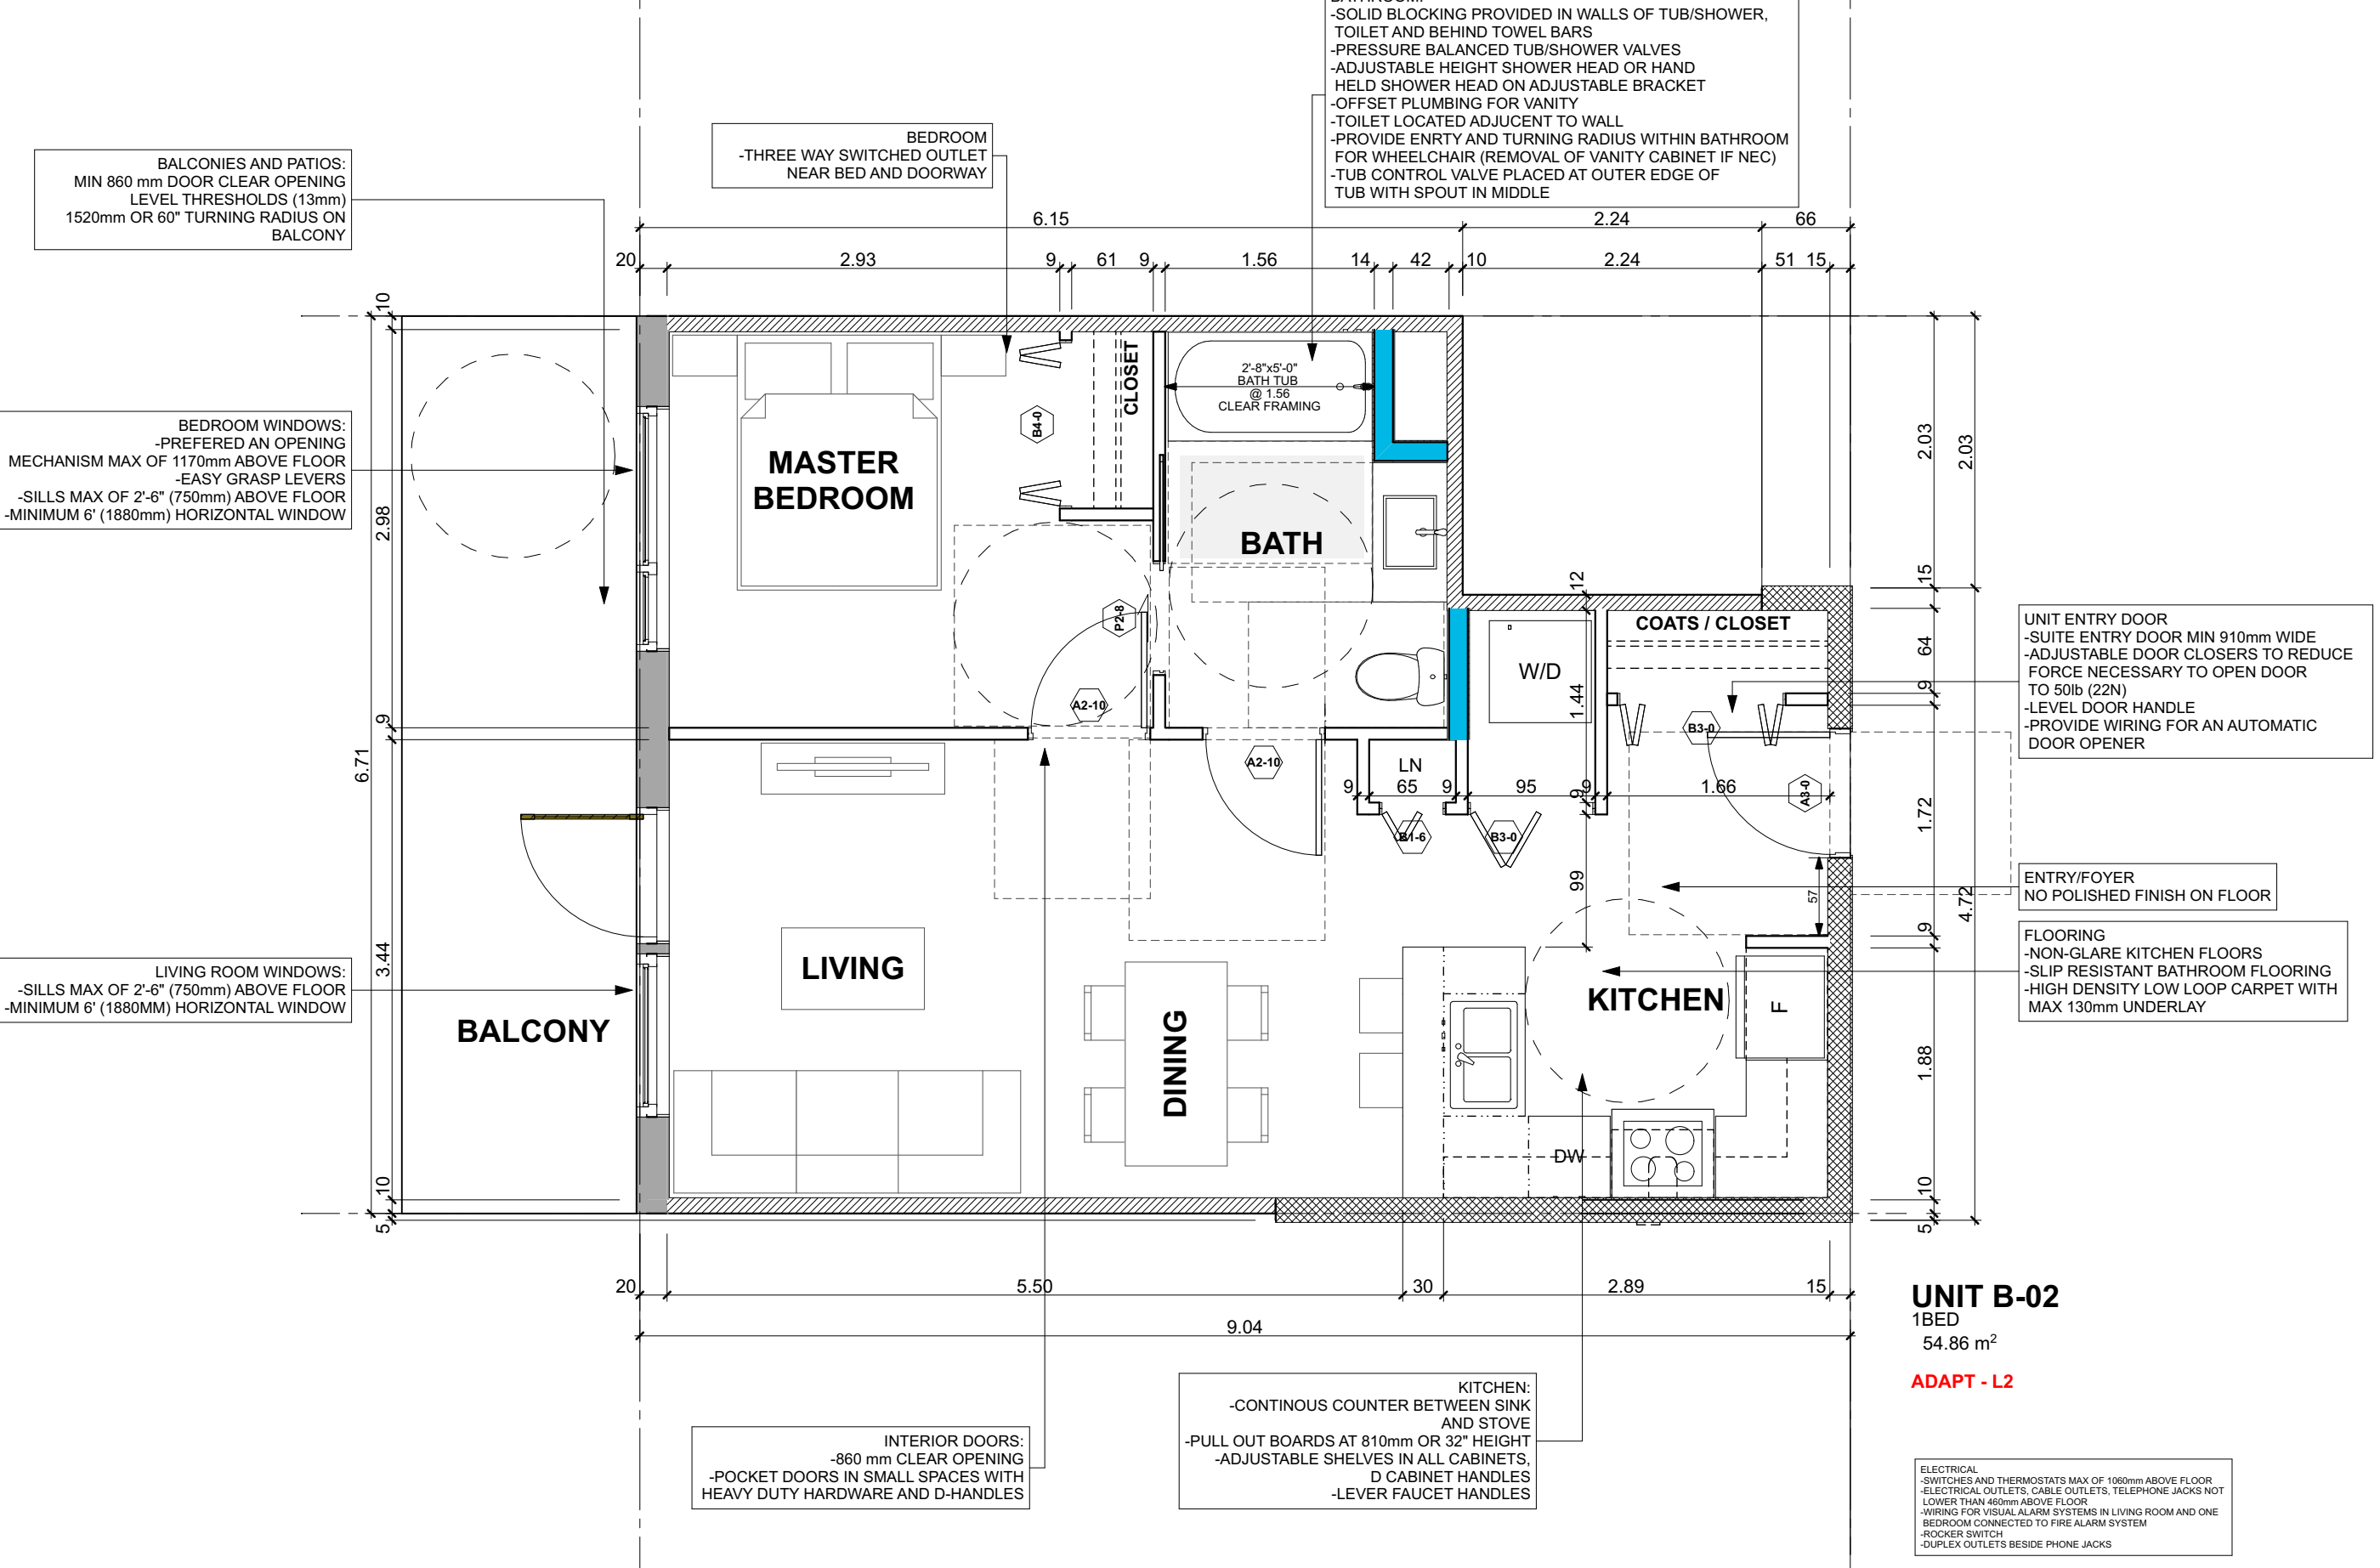 BATHROOM:
-SOLID BLOCKING PROVIDED IN WALLS OF TUB/SHOWER,
TOILET AND BEHIND TOWEL BARS
-PRESSURE BALANCED TUB/SHOWER VALVES
-ADJUSTABLE HEIGHT SHOWER HEAD OR HAND
HELD SHOWER HEAD ON ADJUSTABLE BRACKET
-OFFSET PLUMBING FOR VANITY
-TOILET LOCATED ADJUCENT TO WALL
-PROVIDE ENRTY AND TURNING RADIUS WITHIN BATHROOM
FOR WHEELCHAIR (REMOVAL OF VANITY CABINET IF NEC)
-TUB CONTROL VALVE PLACED AT OUTER EDGE OF
TUB WITH SPOUT IN MIDDLE
BEDROOM
-THREE WAY SWITCHED OUTLET
NEAR BED AND DOORWAY
BALCONIES AND PATIOS:
MIN 860 mm DOOR CLEAR OPENING
LEVEL THRESHOLDS (13mm)
1520mm OR 60" TURNING RADIUS ON
BALCONY
6.15 2.24 66
20 2.93 9 61 9 1.56 14 42 10 2.24 51 15
BEDROOM WINDOWS:
-PREFERED AN OPENING
MECHANISM MAX OF 1170mm ABOVE FLOOR
-EASY GRASP LEVERS
-SILLS MAX OF 2'-6" (750mm) ABOVE FLOOR
-MINIMUM 6' (1880mm) HORIZONTAL WINDOW
10
2.98
9
6.71
3.44
10
5
MASTER
BEDROOM
B4-0
CLOSET
2'-8"x5'-0"
BATH TUB
@ 1.56
CLEAR FRAMING
BATH
P2-8
A2-10
A2-10
12
1.44
W/D
COATS / CLOSET
B3-0
A3-0
LN
9 65 9 95 9 1.66
9
B1-6
B3-0
99
57
2.03
2.03
15
64
9
1.72
4.72
9
1.88
10
5
UNIT ENTRY DOOR
-SUITE ENTRY DOOR MIN 910mm WIDE
-ADJUSTABLE DOOR CLOSERS TO REDUCE
FORCE NECESSARY TO OPEN DOOR
TO 50lb (22N)
-LEVEL DOOR HANDLE
-PROVIDE WIRING FOR AN AUTOMATIC
DOOR OPENER
ENTRY/FOYER
NO POLISHED FINISH ON FLOOR
FLOORING
-NON-GLARE KITCHEN FLOORS
-SLIP RESISTANT BATHROOM FLOORING
-HIGH DENSITY LOW LOOP CARPET WITH
MAX 130mm UNDERLAY
LIVING ROOM WINDOWS:
-SILLS MAX OF 2'-6" (750mm) ABOVE FLOOR
-MINIMUM 6' (1880MM) HORIZONTAL WINDOW
BALCONY
LIVING
DINING
KITCHEN
F
DW
20 5.50 30 2.89 15
9.04
UNIT B-02
1BED
54.86 m²
ADAPT - L2
INTERIOR DOORS:
-860 mm CLEAR OPENING
-POCKET DOORS IN SMALL SPACES WITH
HEAVY DUTY HARDWARE AND D-HANDLES
KITCHEN:
-CONTINOUS COUNTER BETWEEN SINK
AND STOVE
-PULL OUT BOARDS AT 810mm OR 32" HEIGHT
-ADJUSTABLE SHELVES IN ALL CABINETS,
D CABINET HANDLES
-LEVER FAUCET HANDLES
ELECTRICAL
-SWITCHES AND THERMOSTATS MAX OF 1060mm ABOVE FLOOR
-ELECTRICAL OUTLETS, CABLE OUTLETS, TELEPHONE JACKS NOT
LOWER THAN 460mm ABOVE FLOOR
-WIRING FOR VISUAL ALARM SYSTEMS IN LIVING ROOM AND ONE
BEDROOM CONNECTED TO FIRE ALARM SYSTEM
-ROCKER SWITCH
-DUPLEX OUTLETS BESIDE PHONE JACKS